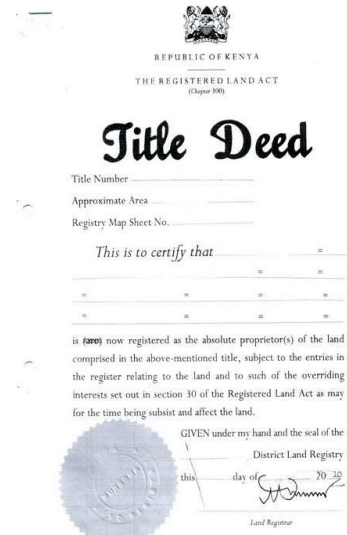 REPUBLIC OF KENYA
THE REGISTERED LAND ACT
(Chapter 300)
Title Deed
Title Number
Approximate Area
Registry Map Sheet No.
This is to certify that =
= =
= = = =
= = = =
is (are) now registered as the absolute proprietor(s) of the land
comprised in the above-mentioned title, subject to the entries in
the register relating to the land and to such of the overriding
interests set out in section 30 of the Registered Land Act as may
for the time being subsist and affect the land.
GIVEN under my hand and the seal of the
District Land Registry
this day of 20 20
Land Registrar